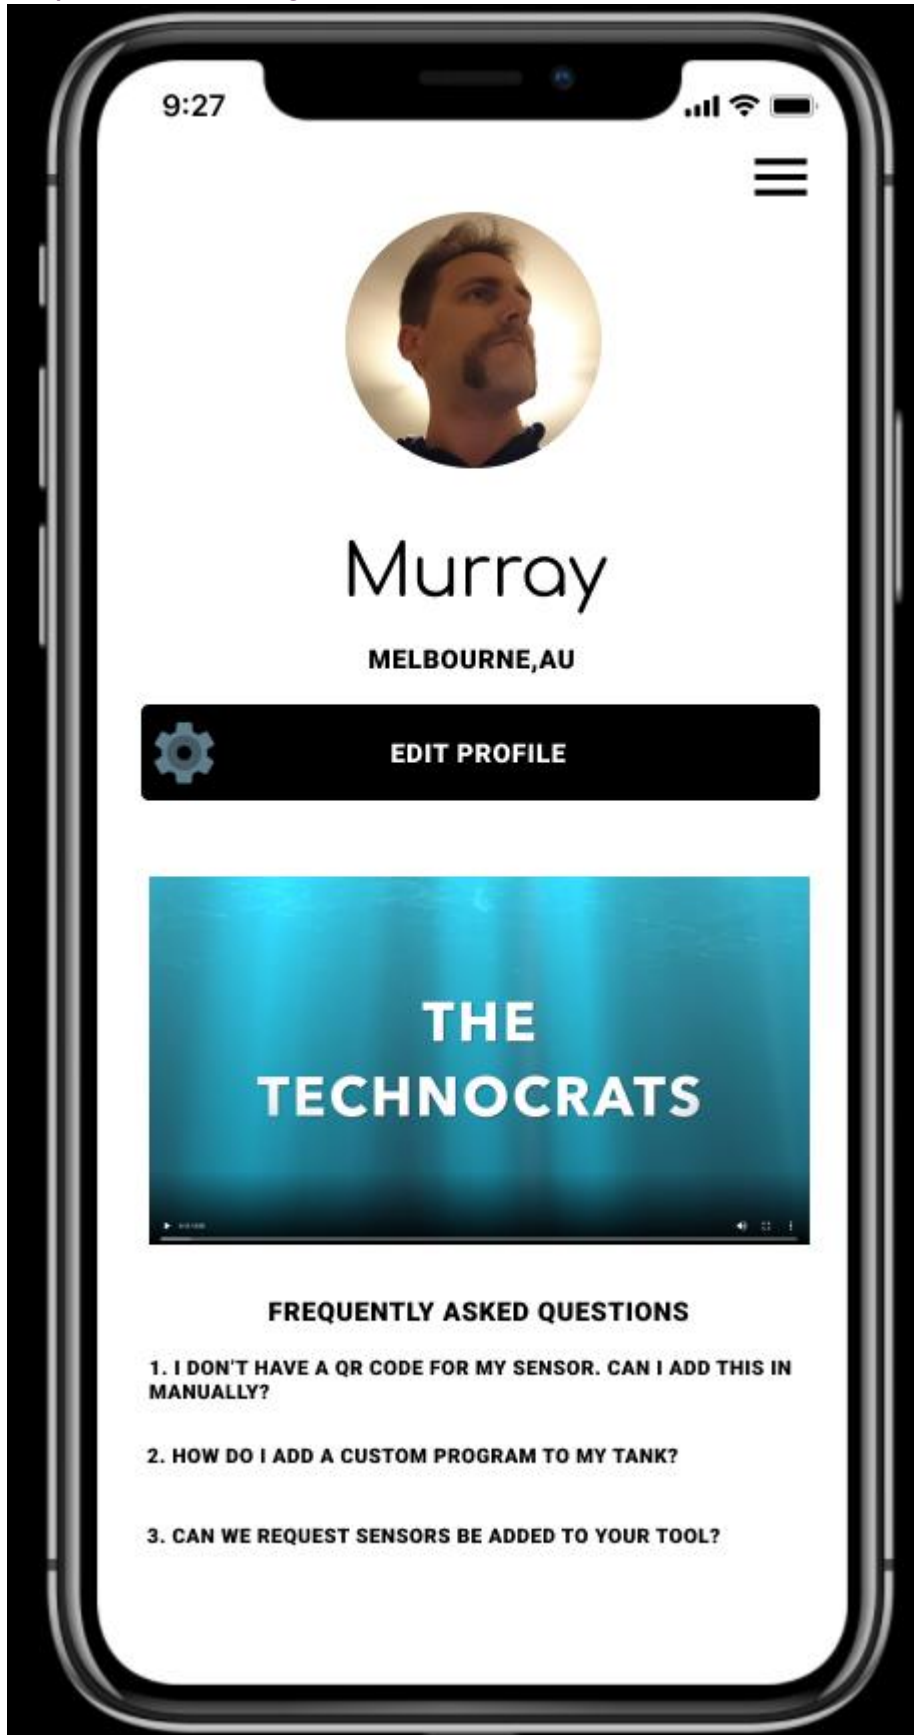 9:27
Murray
MELBOURNE,AU
EDIT PROFILE
THE
TECHNOCRATS
FREQUENTLY ASKED QUESTIONS
1. I DON'T HAVE A QR CODE FOR MY SENSOR. CAN I ADD THIS IN
MANUALLY?
2. HOW DO I ADD A CUSTOM PROGRAM TO MY TANK?
3. CAN WE REQUEST SENSORS BE ADDED TO YOUR TOOL?